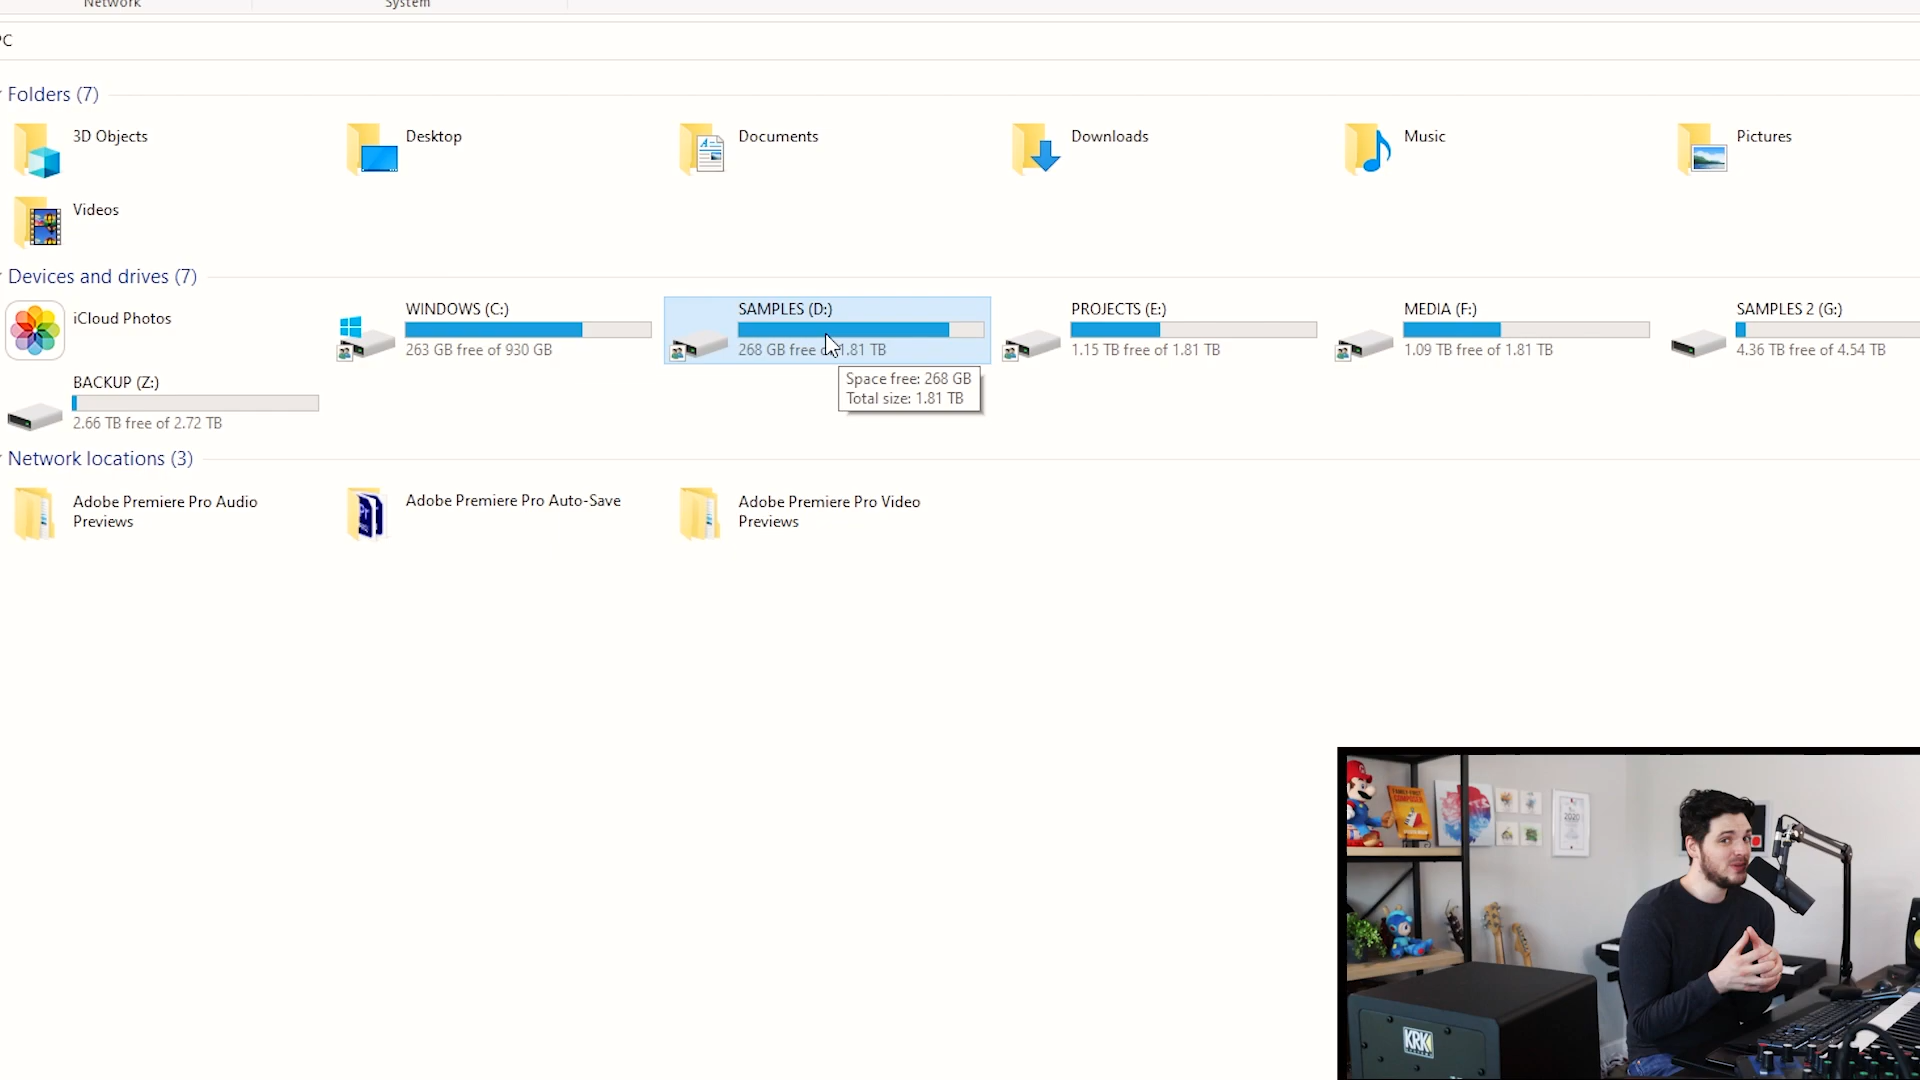 Network
System
PC
Folders (7)
3D Objects
Desktop
Documents
Downloads
Music
Pictures
Videos
Devices and drives (7)
iCloud Photos
WINDOWS (C:)
263 GB free of 930 GB
SAMPLES (D:)
268 GB free of 1.81 TB
PROJECTS (E:)
1.15 TB free of 1.81 TB
MEDIA (F:)
1.09 TB free of 1.81 TB
SAMPLES 2 (G:)
4.36 TB free of 4.54 TB
Space free: 268 GB
Total size: 1.81 TB
BACKUP (Z:)
2.66 TB free of 2.72 TB
Network locations (3)
Adobe Premiere Pro Audio
Previews
Adobe Premiere Pro Auto-Save
Adobe Premiere Pro Video
Previews
COMPOSER
2020
KRK